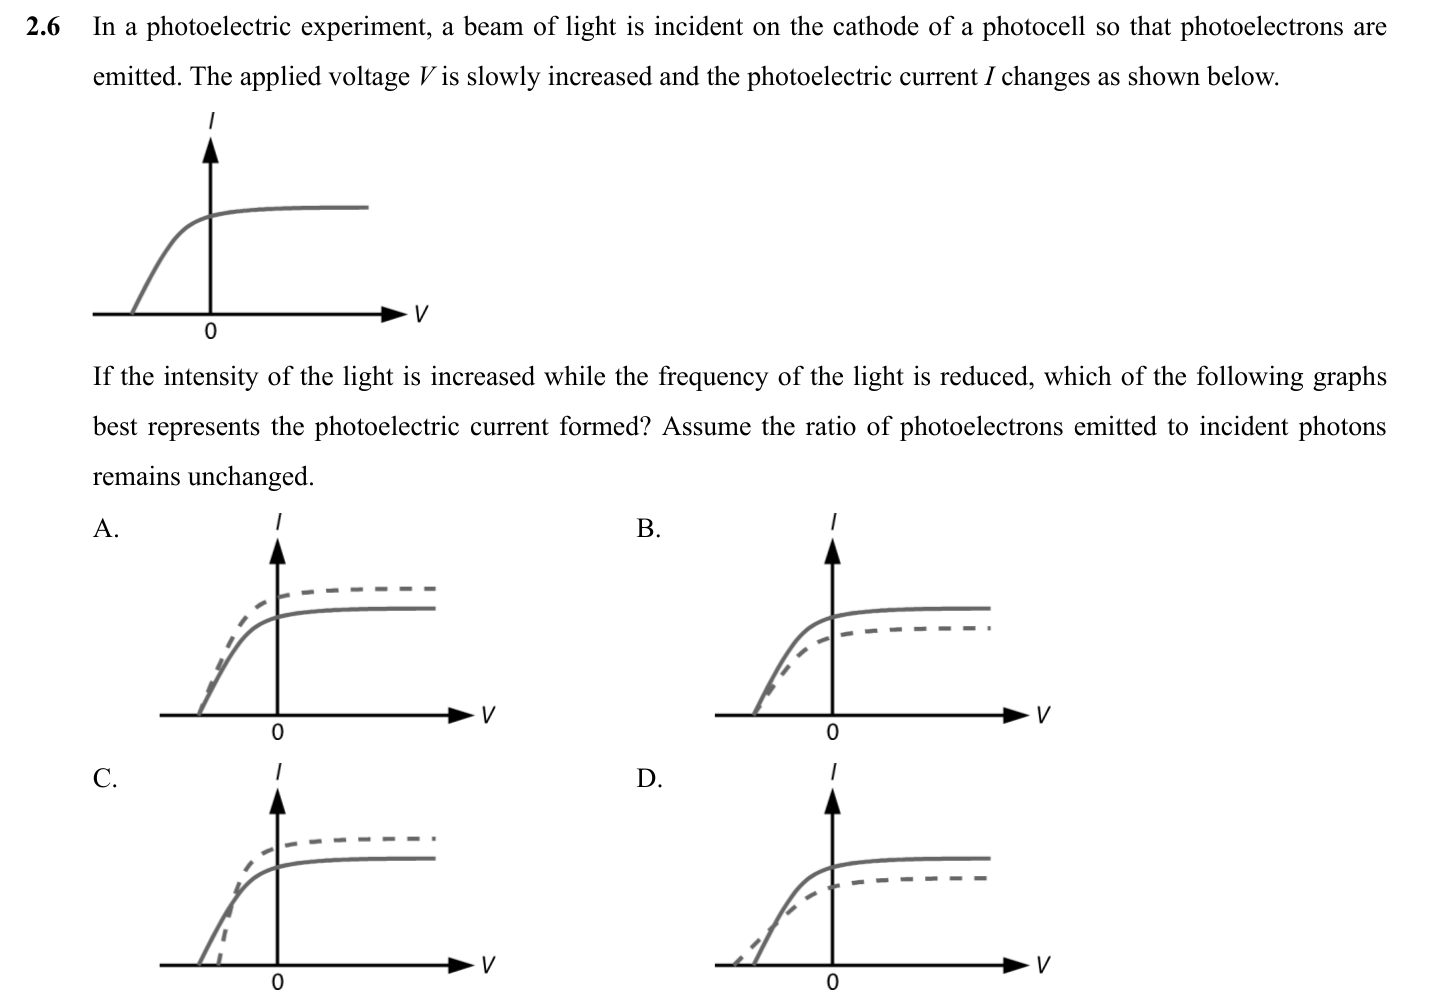 2.6 In a photoelectric experiment, a beam of light is incident on the cathode of a photocell so that photoelectrons are
emitted. The applied voltage V is slowly increased and the photoelectric current I changes as shown below.
I
V
0
If the intensity of the light is increased while the frequency of the light is reduced, which of the following graphs
best represents the photoelectric current formed? Assume the ratio of photoelectrons emitted to incident photons
remains unchanged.
A.
I
V
0
B.
I
V
0
C.
I
V
0
D.
I
V
0